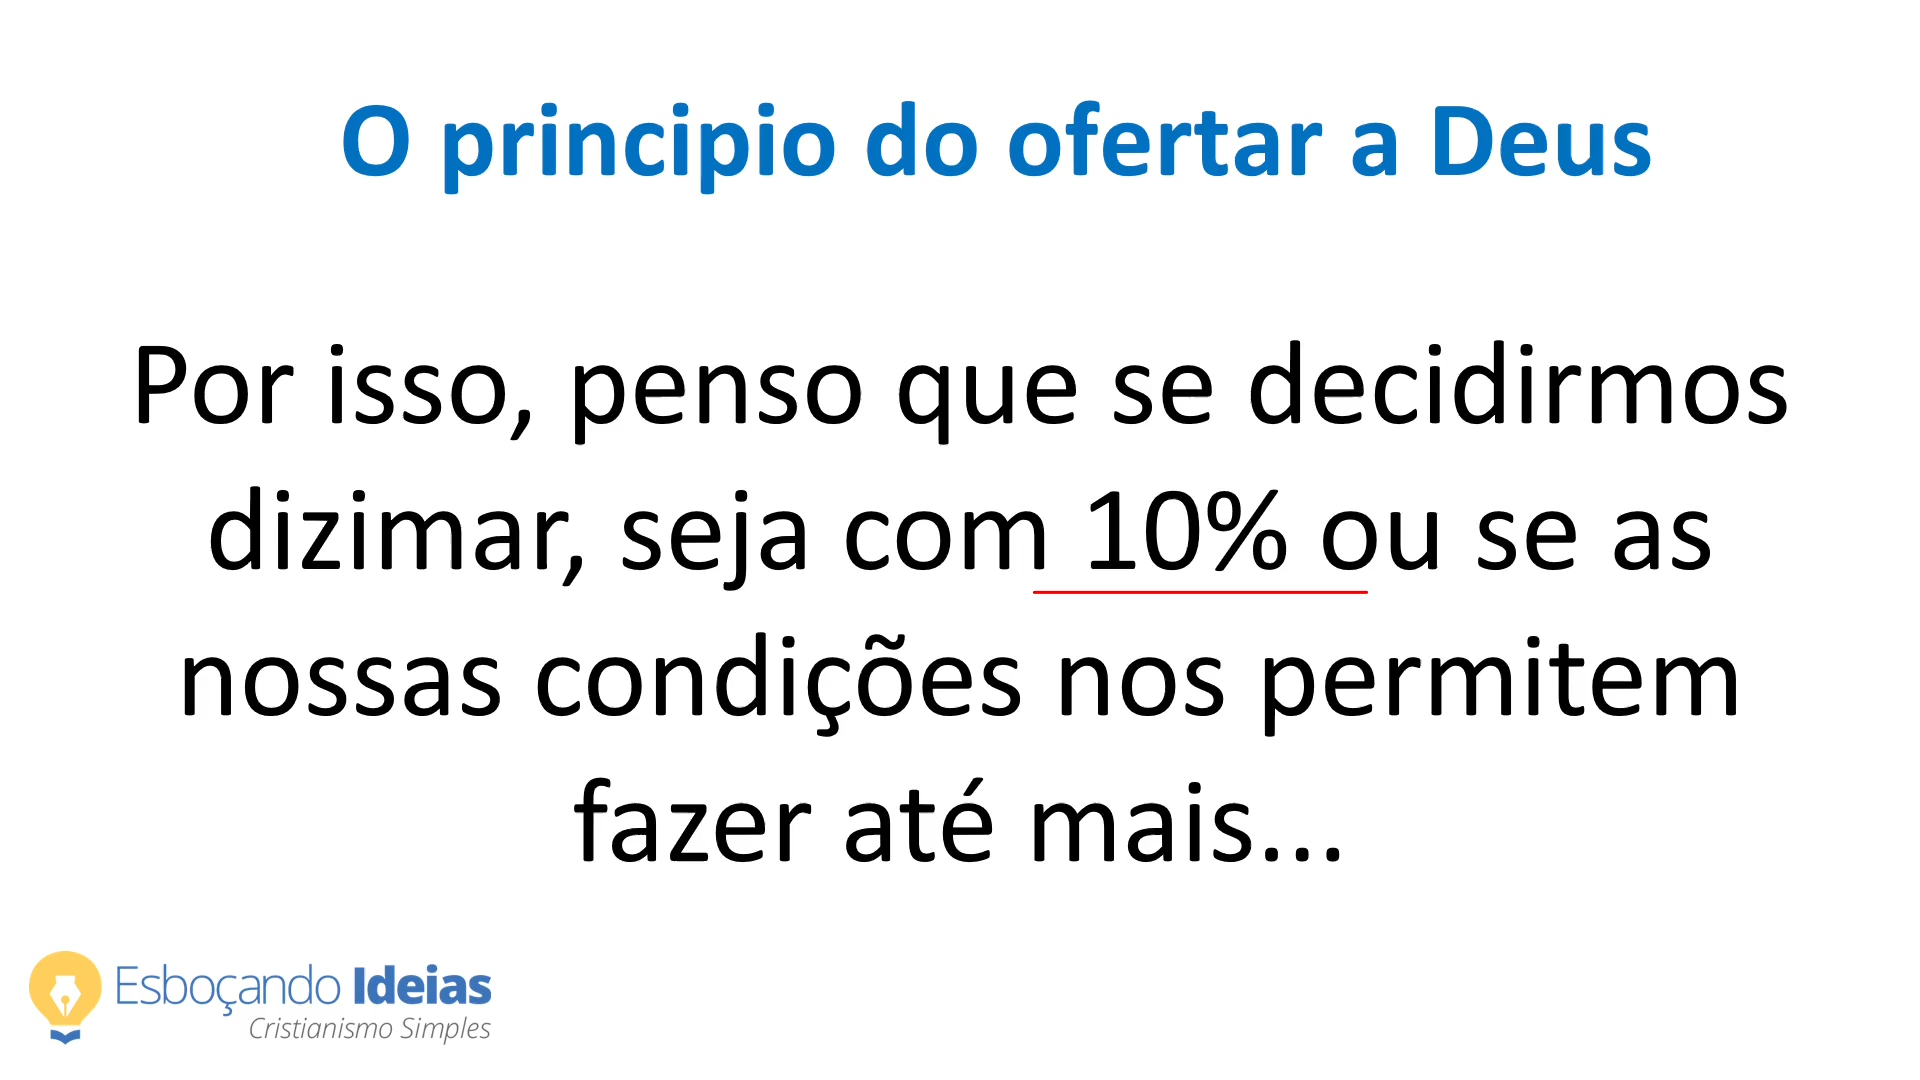 O principio do ofertar a Deus
Por isso, penso que se decidirmos
dizimar, seja com 10% ou se as
nossas condições nos permitem
fazer até mais...
Esboçando Ideias
Cristianismo Simples